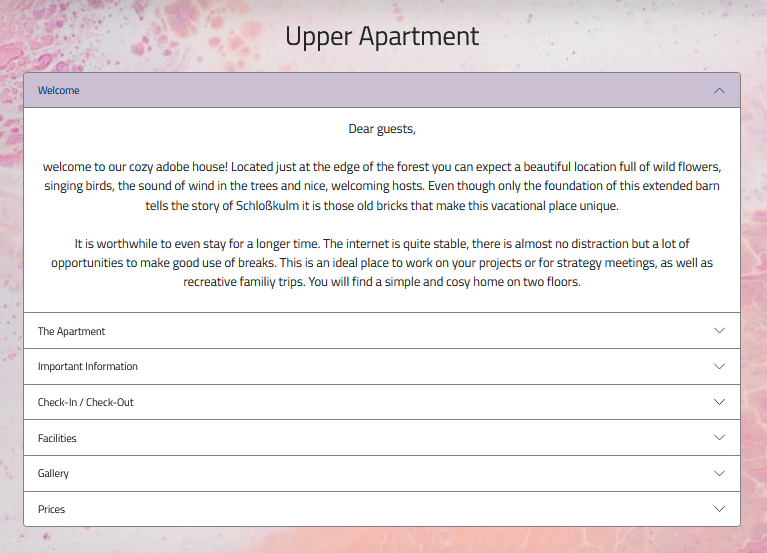 Upper Apartment
Welcome
Dear guests,
welcome to our cozy adobe house! Located just at the edge of the forest you can expect a beautiful location full of wild flowers,
singing birds, the sound of wind in the trees and nice, welcoming hosts. Even though only the foundation of this extended barn
tells the story of Schloßkulm it is those old bricks that make this vacational place unique.
It is worthwhile to even stay for a longer time. The internet is quite stable, there is almost no distraction but a lot of
opportunities to make good use of breaks. This is an ideal place to work on your projects or for strategy meetings, as well as
recreative familiy trips. You will find a simple and cosy home on two floors.
The Apartment
Important Information
Check-In / Check-Out
Facilities
Gallery
Prices